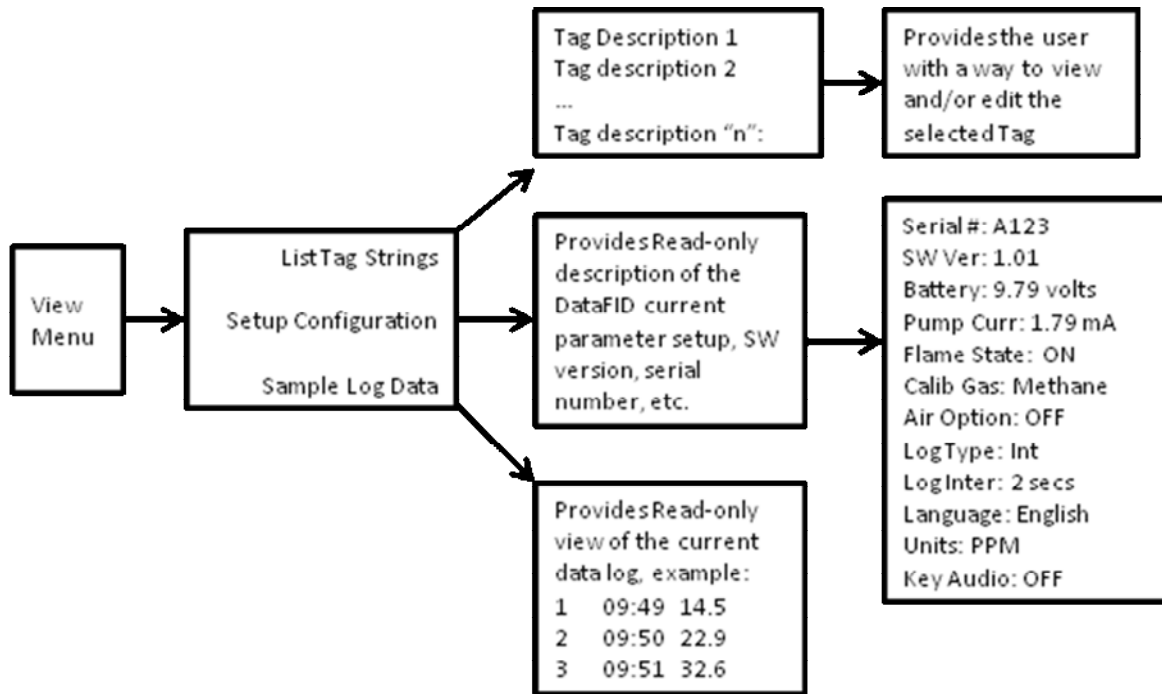 View
Menu
List Tag Strings
Setup Configuration
Sample Log Data
Tag Description 1
Tag description 2
...
Tag description “n”:
Provides the user
with a way to view
and/or edit the
selected Tag
Provides Read-only
description of the
DataFID current
parameter setup, SW
version, serial
number, etc.
Serial #: A123
SW Ver: 1.01
Battery: 9.79 volts
Pump Curr: 1.79 mA
Flame State: ON
Calib Gas: Methane
Air Option: OFF
Log Type: Int
Log Inter: 2 secs
Language: English
Units: PPM
Key Audio: OFF
Provides Read-only
view of the current
data log, example:
1 09:49 14.5
2 09:50 22.9
3 09:51 32.6